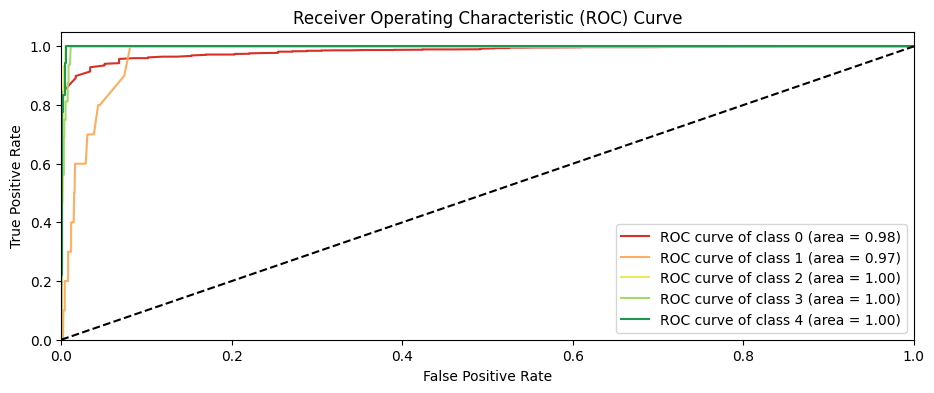 Receiver Operating Characteristic (ROC) Curve
1.0
0.8
0.6
0.4
0.2
0.0
True Positive Rate
ROC curve of class 0 (area = 0.98)
ROC curve of class 1 (area = 0.97)
ROC curve of class 2 (area = 1.00)
ROC curve of class 3 (area = 1.00)
ROC curve of class 4 (area = 1.00)
0.0 0.2 0.4 0.6 0.8 1.0
False Positive Rate